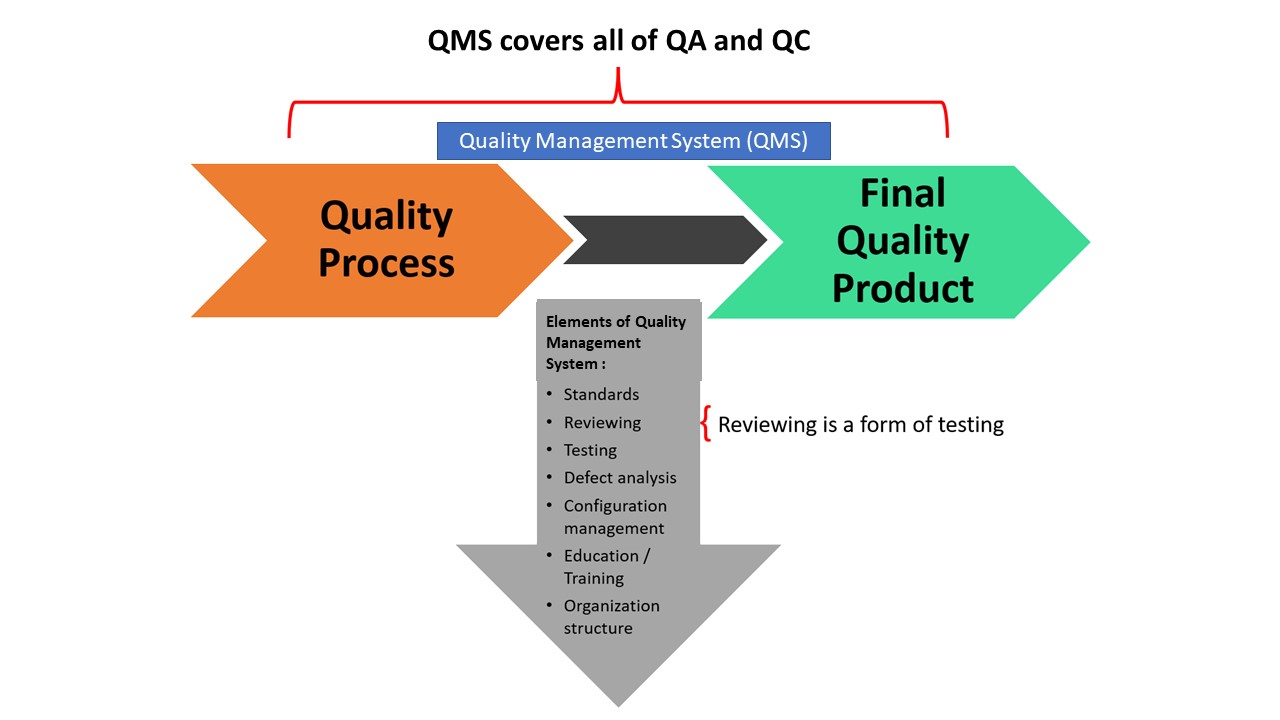 QMS covers all of QA and QC
Quality Management System (QMS)
Quality
Process
Final
Quality
Product
Elements of Quality
Management
System :
• Standards
• Reviewing
• Testing
• Defect analysis
• Configuration
management
• Education /
Training
• Organization
structure
Reviewing is a form of testing